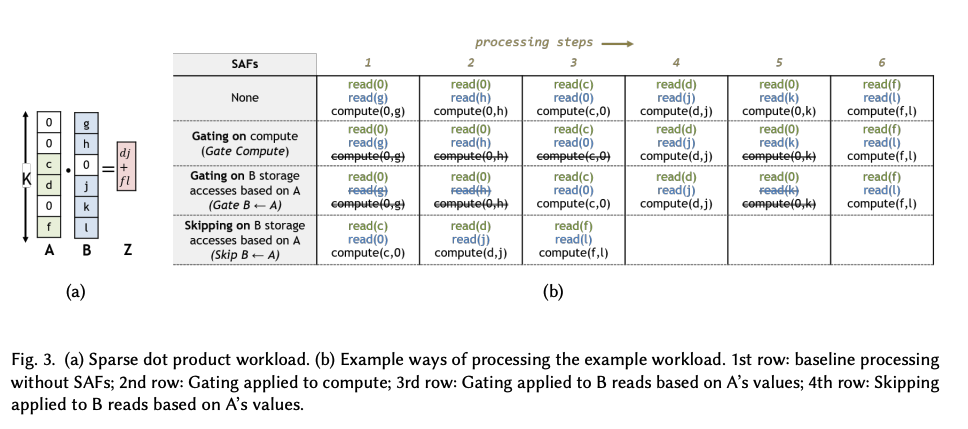 processing steps
SAFs 1 2 3 4 5 6
None
read(0) read(0) read(c) read(d) read(0) read(f)
read(g) read(h) read(0) read(j) read(k) read(l)
compute(0,g) compute(0,h) compute(c,0) compute(d,j) compute(0,k) compute(f,l)
Gating on compute
(Gate Compute)
read(0) read(0) read(c) read(d) read(0) read(f)
read(g) read(h) read(0) read(j) read(k) read(l)
compute(0,g) compute(0,h) compute(c,0) compute(d,j) compute(0,k) compute(f,l)
Gating on B storage
accesses based on A
(Gate B ← A)
read(0) read(0) read(c) read(d) read(0) read(f)
read(g) read(h) read(0) read(j) read(k) read(l)
compute(0,g) compute(0,h) compute(c,0) compute(d,j) compute(0,k) compute(f,l)
Skipping on B storage
accesses based on A
(Skip B ← A)
read(c) read(d) read(f)
read(0) read(j) read(l)
compute(c,0) compute(d,j) compute(f,l)
K
0 g
0 h
c 0
d j
0 k
f l
· =
dj
+
fl
A B Z
(a)
(b)
Fig. 3. (a) Sparse dot product workload. (b) Example ways of processing the example workload. 1st row: baseline processing
without SAFs; 2nd row: Gating applied to compute; 3rd row: Gating applied to B reads based on A's values; 4th row: Skipping
applied to B reads based on A's values.